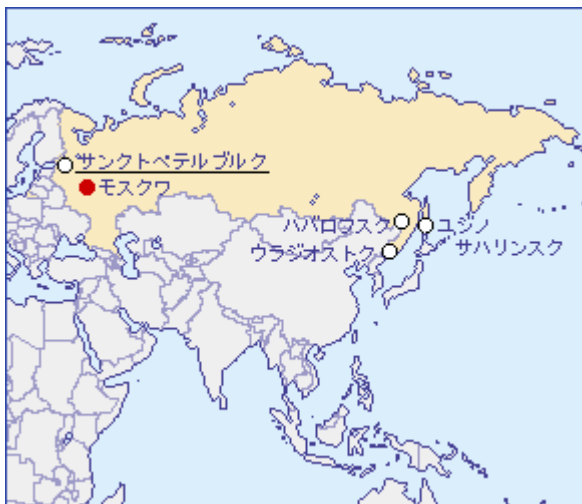 サンクトペテルブルク
モスクワ
ハバロフスク
ユジノ
サハリンスク
ウラジオストク